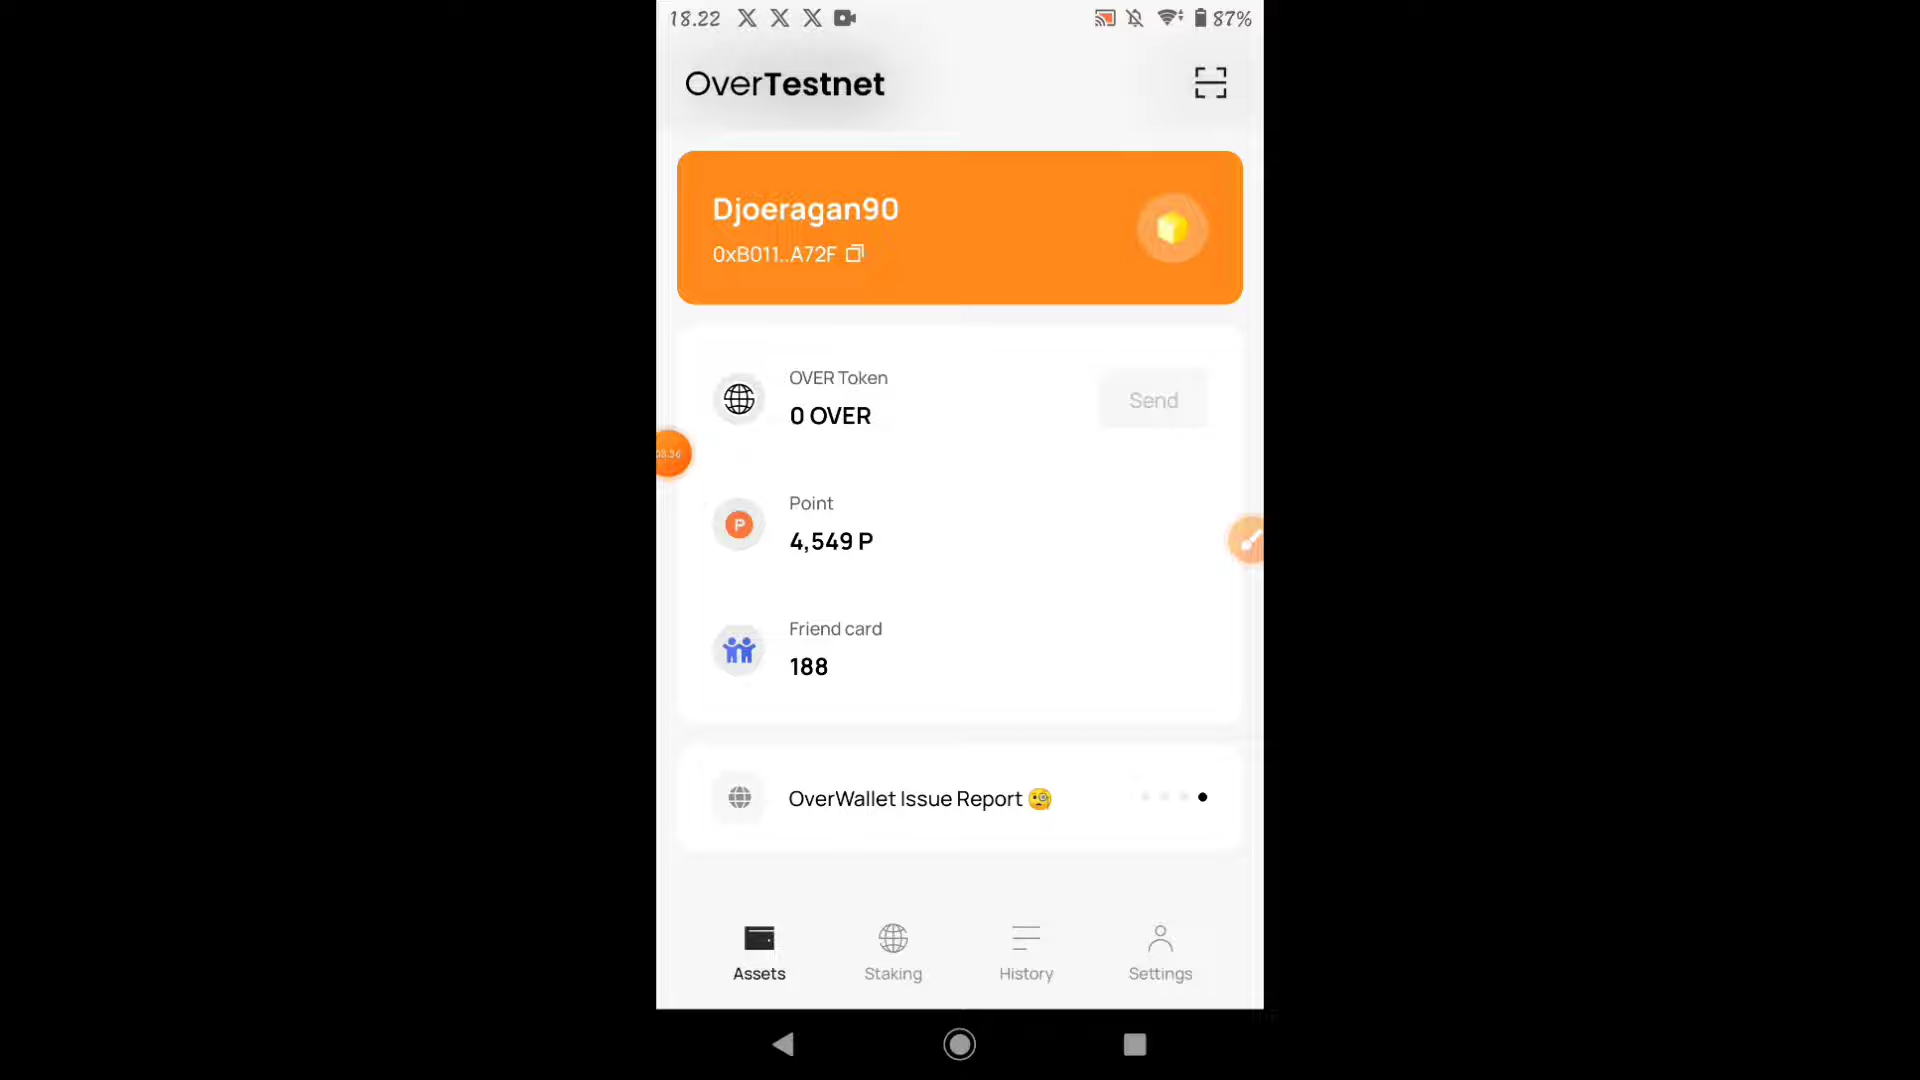 18.22
87%
OverTestnet
Djoeragan90
0xB011..A72F
OVER Token
0 OVER
Send
Point
P
4,549 P
Friend card
188
OverWallet Issue Report 🧐
Assets
Staking
History
Settings